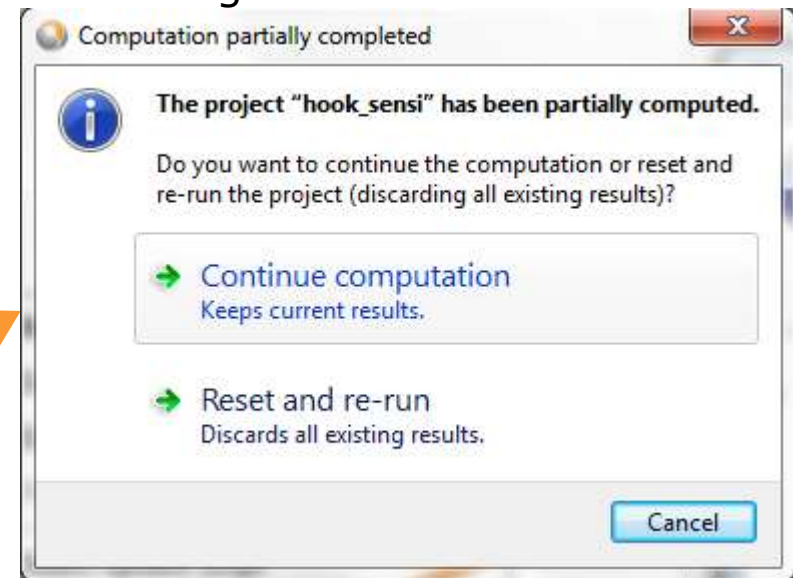 Computation partially completed
The project “hook_sensi” has been partially computed.
Do you want to continue the computation or reset and
re-run the project (discarding all existing results)?
Continue computation
Keeps current results.
Reset and re-run
Discards all existing results.
Cancel